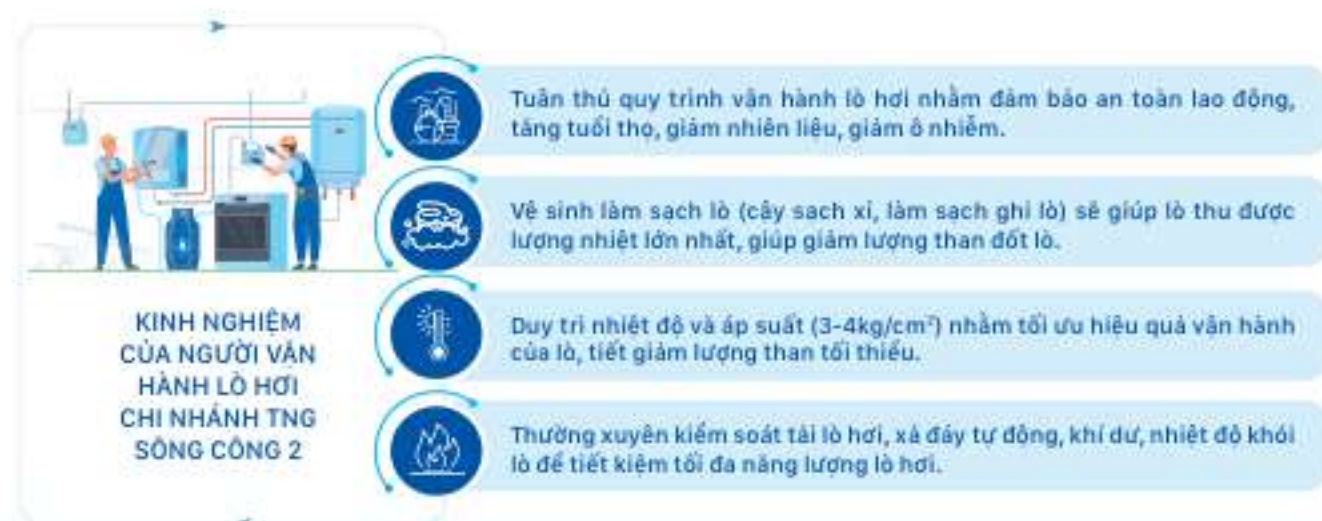 KINH NGHIỆM
CỦA NGƯỜI VẬN
HÀNH LÒ HƠI
CHI NHÁNH TNG
SÔNG CÔNG 2
Tuân thủ quy trình vận hành lò hơi nhằm đảm bảo an toàn lao động,
tăng tuổi thọ, giảm nhiên liệu, giảm ô nhiễm.
Vệ sinh làm sạch lò (cậy sạch xỉ, làm sạch ghi lò) sẽ giúp lò thu được
lượng nhiệt lớn nhất, giúp giảm lượng than đốt lò.
Duy trì nhiệt độ và áp suất (3-4kg/cm²) nhằm tối ưu hiệu quả vận hành
của lò, tiết giảm lượng than tối thiểu.
Thường xuyên kiểm soát tải lò hơi, xả đáy tự động, khí dư, nhiệt độ khói
lò để tiết kiệm tối đa năng lượng lò hơi.